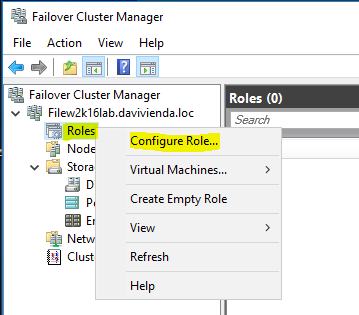 Failover Cluster Manager
File Action View Help
Failover Cluster Manager
Filew2k16lab.davivienda.loc
Roles
Node
Stora
D
P
E
Netw
Cluste
Configure Role...
Virtual Machines...
Create Empty Role
View
Refresh
Help
Roles (0)
Search